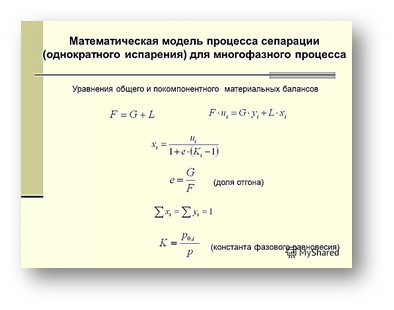 Математическая модель процесса сепарации
(однократного испарения) для многофазного процесса
Уравнения общего и покомпонентного материальных балансов
F = G + L
F · u_i = G · y_i + L · x_i
x_i = u_i / (1 + e · (K_i − 1))
e = G / F (доля отгона)
∑ x_i = ∑ y_i = 1
K = p_{0,i} / p (константа фазового равновесия)
MyShared